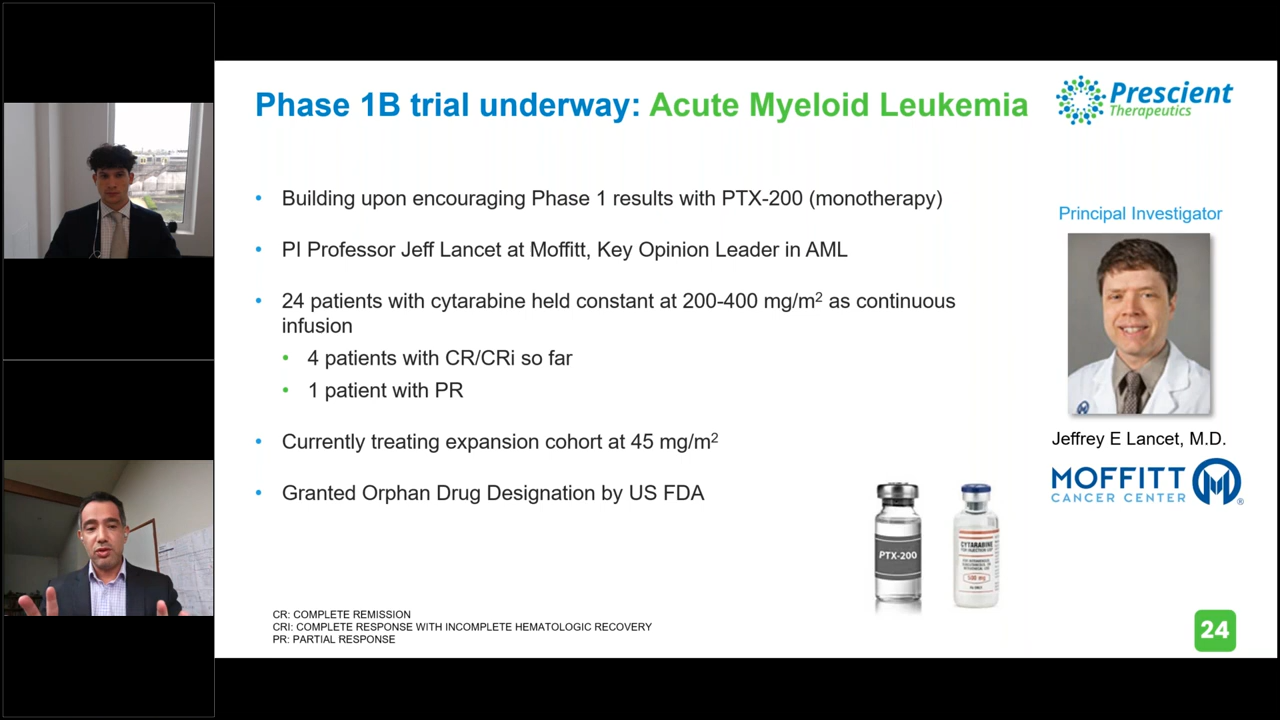 Phase 1B trial underway: Acute Myeloid Leukemia
Prescient
Therapeutics
• Building upon encouraging Phase 1 results with PTX-200 (monotherapy)
• PI Professor Jeff Lancet at Moffitt, Key Opinion Leader in AML
• 24 patients with cytarabine held constant at 200-400 mg/m² as continuous
infusion
• 4 patients with CR/CRi so far
• 1 patient with PR
• Currently treating expansion cohort at 45 mg/m²
• Granted Orphan Drug Designation by US FDA
Principal Investigator
Jeffrey E Lancet, M.D.
MOFFITT
CANCER CENTER
®
PTX-200
CYTARABINE
500 mg
CR: COMPLETE REMISSION
CRI: COMPLETE RESPONSE WITH INCOMPLETE HEMATOLOGIC RECOVERY
PR: PARTIAL RESPONSE
24